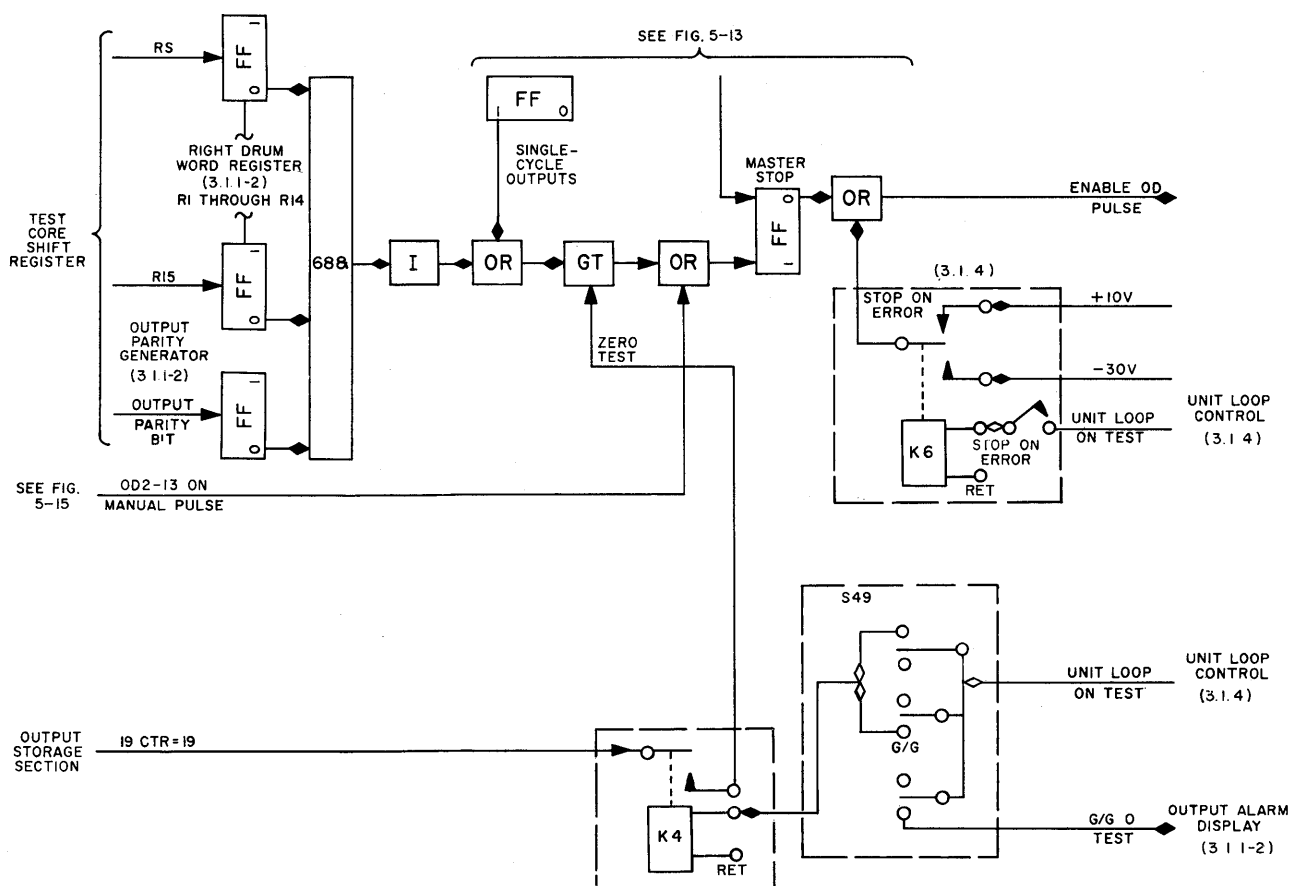 SEE FIG. 5-13
RS
FF
1
0
FF
1
0
SINGLE-
CYCLE
OUTPUTS
RIGHT DRUM
WORD REGISTER
(3.1.1-2)
R1 THROUGH R14
MASTER
STOP
FF
0
1
OR
ENABLE OD
PULSE
TEST
CORE
SHIFT
REGISTER
R15
FF
1
0
68&
I
OR
GT
OR
(3.1.4)
STOP ON
ERROR
+10V
-30V
OUTPUT
PARITY
GENERATOR
(3.1.1-2)
ZERO
TEST
OUTPUT
PARITY
B'T
FF
1
0
UNIT LOOP
ON TEST
UNIT LOOP
CONTROL
(3.1 4)
K6
STOP ON
ERROR
RET
SEE FIG.
5-15
OD2-13 ON
MANUAL PULSE
S49
UNIT LOOP
ON TEST
UNIT LOOP
CONTROL
(3.1.4)
G/G
OUTPUT
STORAGE
SECTION
19 CTR=19
K4
RET
G/G O
TEST
OUTPUT ALARM
DISPLAY
(3 1 1-2)